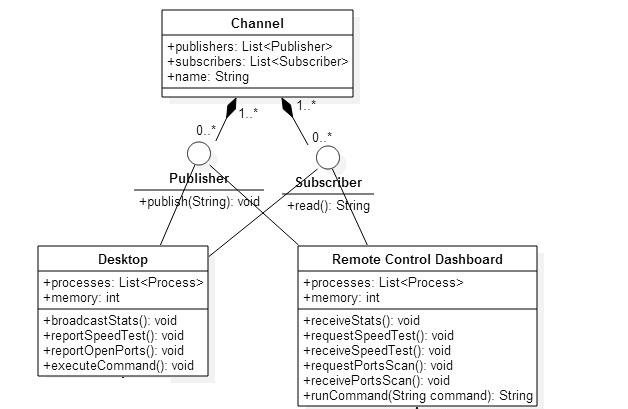 Channel
+publishers: List<Publisher>
+subscribers: List<Subscriber>
+name: String
1..*
1..*
0..*
0..*
Publisher
+publish(String): void
Subscriber
+read(): String
Desktop
+processes: List<Process>
+memory: int
+broadcastStats(): void
+reportSpeedTest(): void
+reportOpenPorts(): void
+executeCommand(): void
Remote Control Dashboard
+processes: List<Process>
+memory: int
+receiveStats(): void
+requestSpeedTest(): void
+receiveSpeedTest(): void
+requestPortsScan(): void
+receivePortsScan(): void
+runCommand(String command): String